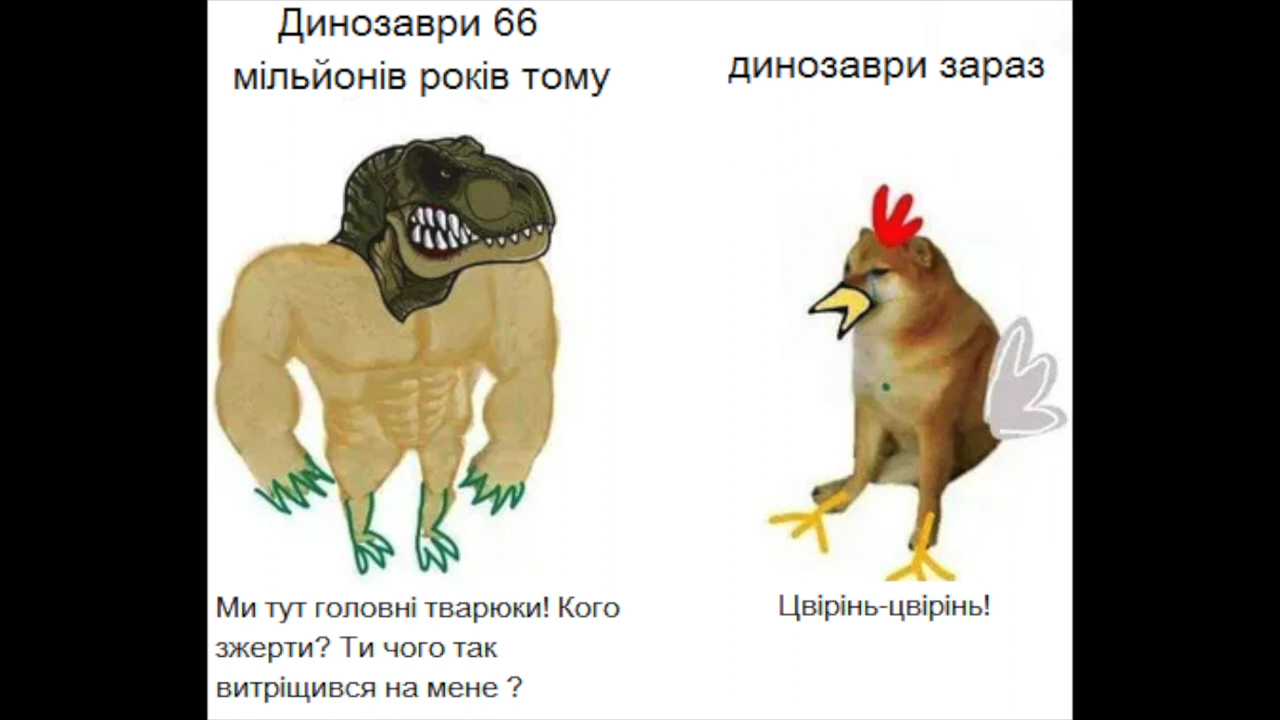 Динозаври 66
мільйонів років тому
динозаври зараз
Ми тут головні тварюки! Кого
зжерти? Ти чого так
витріщився на мене ?
Цвірінь-цвірінь!